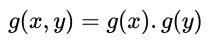 g(x, y) = g(x). g(y)